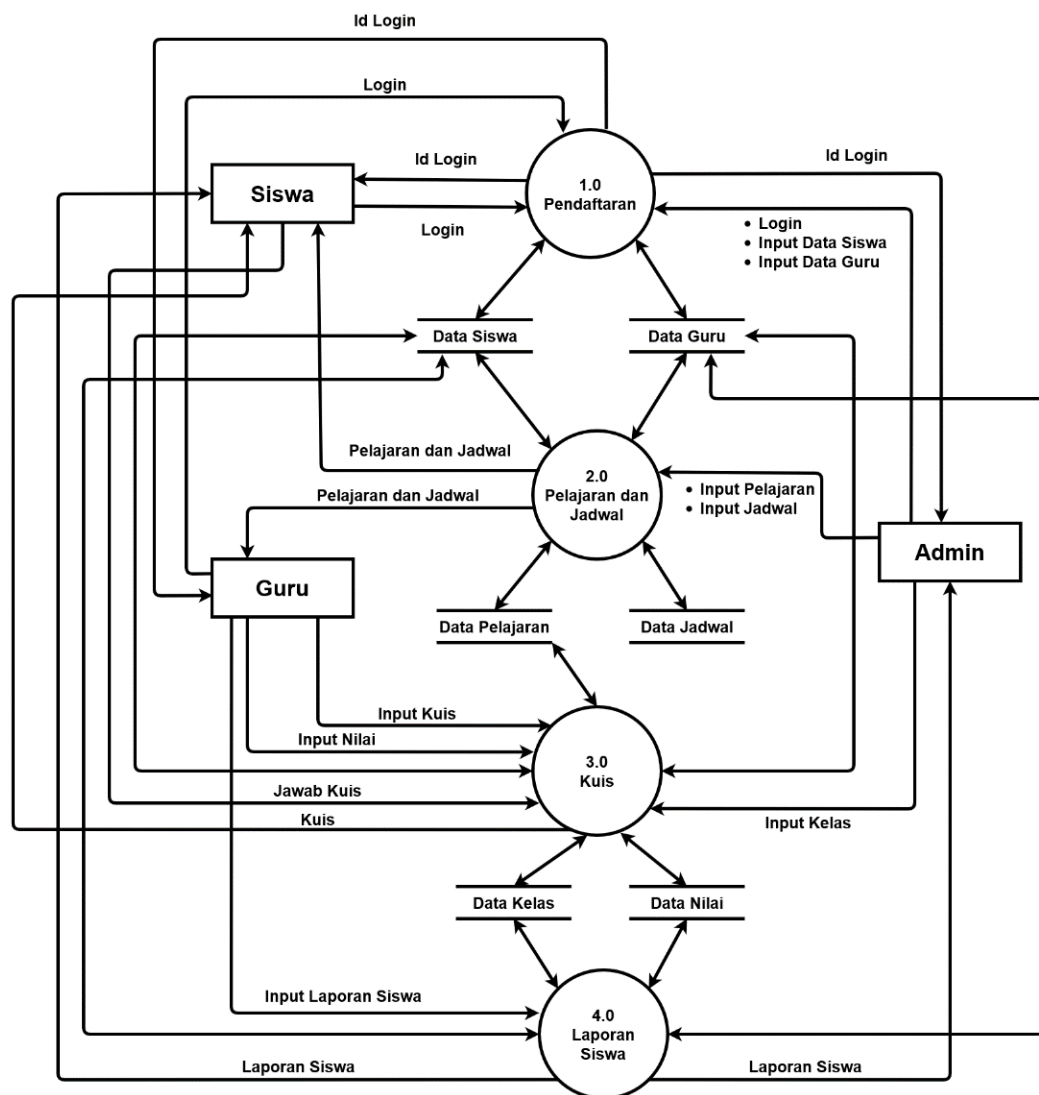 Id Login
Login
Id Login
Id Login
1.0
Pendaftaran
Siswa
Login
Login
Input Data Siswa
Input Data Guru
Data Siswa
Data Guru
Pelajaran dan Jadwal
2.0
Pelajaran dan
Jadwal
Input Pelajaran
Input Jadwal
Pelajaran dan Jadwal
Admin
Guru
Data Pelajaran
Data Jadwal
Input Kuis
Input Nilai
3.0
Kuis
Jawab Kuis
Kuis
Input Kelas
Data Kelas
Data Nilai
Input Laporan Siswa
4.0
Laporan
Siswa
Laporan Siswa
Laporan Siswa